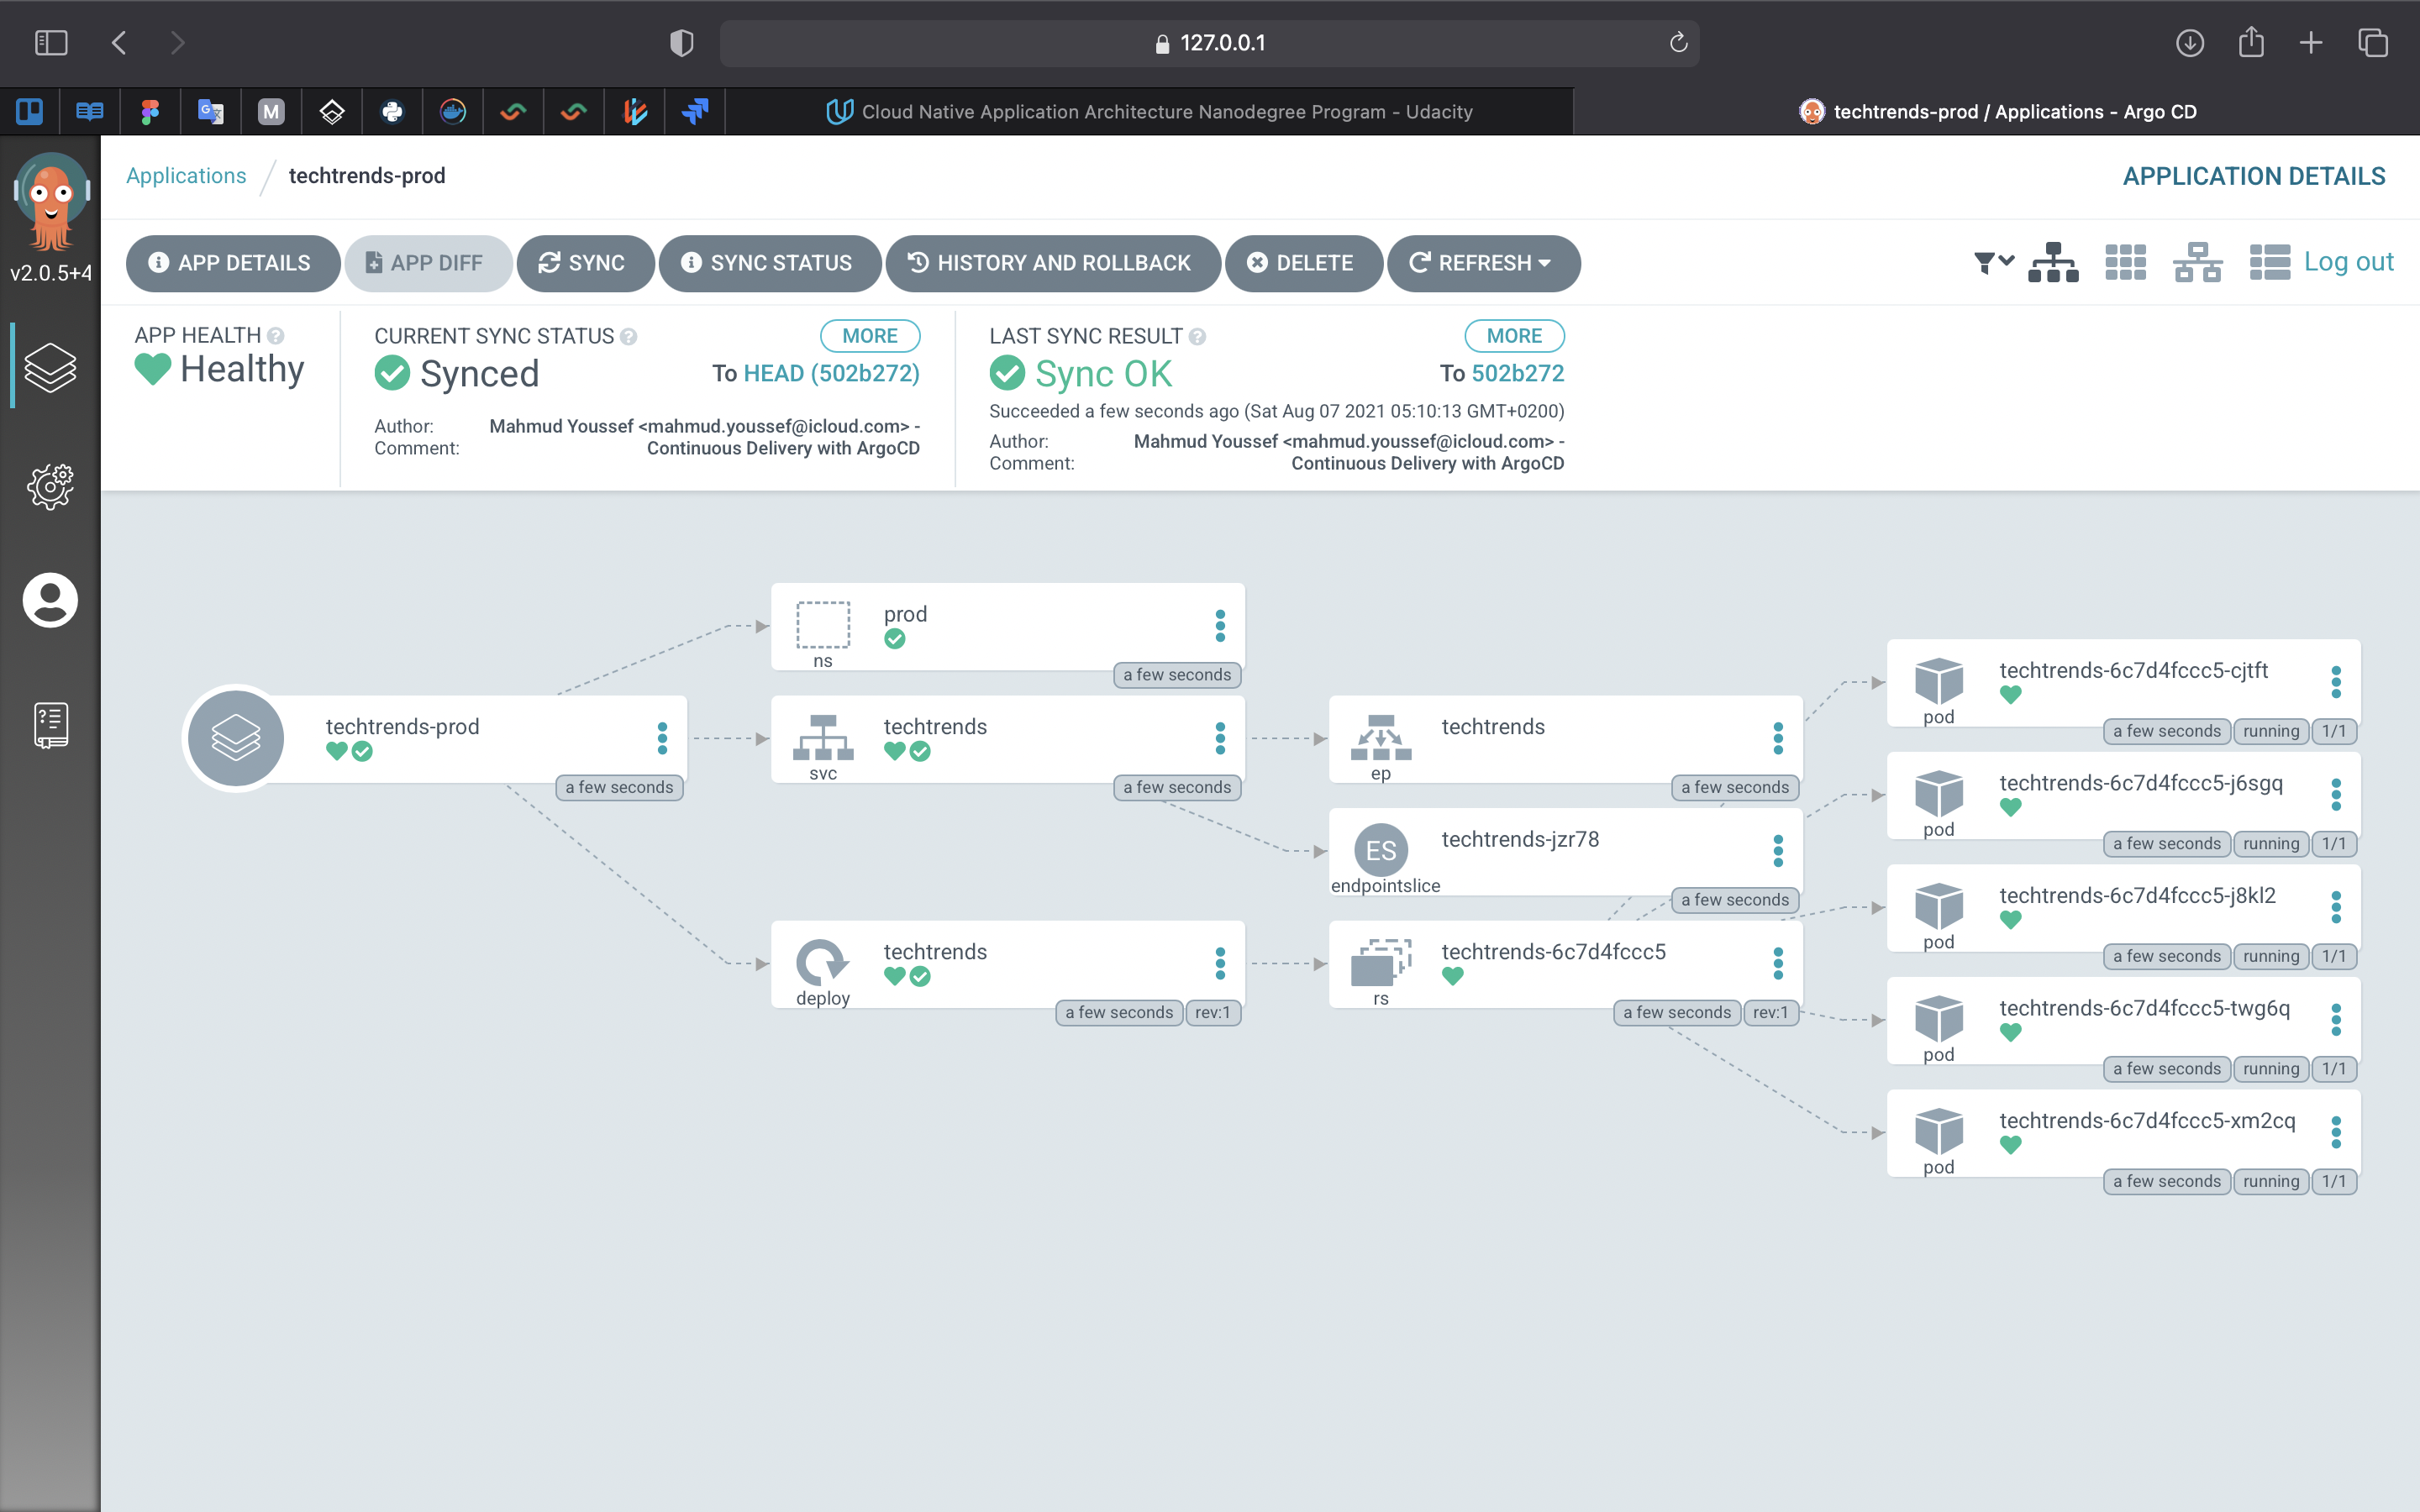 127.0.0.1
M
Cloud Native Application Architecture Nanodegree Program - Udacity
techtrends-prod / Applications - Argo CD
v2.0.5+4
Applications / techtrends-prod
APPLICATION DETAILS
APP DETAILS
APP DIFF
SYNC
SYNC STATUS
HISTORY AND ROLLBACK
DELETE
REFRESH
Log out
APP HEALTH
Healthy
CURRENT SYNC STATUS
MORE
Synced
To HEAD (502b272)
Author: Mahmud Youssef <mahmud.youssef@icloud.com> -
Comment: Continuous Delivery with ArgoCD
LAST SYNC RESULT
MORE
Sync OK
To 502b272
Succeeded a few seconds ago (Sat Aug 07 2021 05:10:13 GMT+0200)
Author: Mahmud Youssef <mahmud.youssef@icloud.com> -
Comment: Continuous Delivery with ArgoCD
techtrends-prod
a few seconds
prod
ns
a few seconds
techtrends
svc
a few seconds
techtrends
deploy
a few seconds rev:1
techtrends
ep
a few seconds
ES
techtrends-jzr78
endpointslice
a few seconds
techtrends-6c7d4fccc5
rs
a few seconds rev:1
techtrends-6c7d4fccc5-cjtft
pod
a few seconds running 1/1
techtrends-6c7d4fccc5-j6sgq
pod
a few seconds running 1/1
techtrends-6c7d4fccc5-j8kl2
pod
a few seconds running 1/1
techtrends-6c7d4fccc5-twg6q
pod
a few seconds running 1/1
techtrends-6c7d4fccc5-xm2cq
pod
a few seconds running 1/1